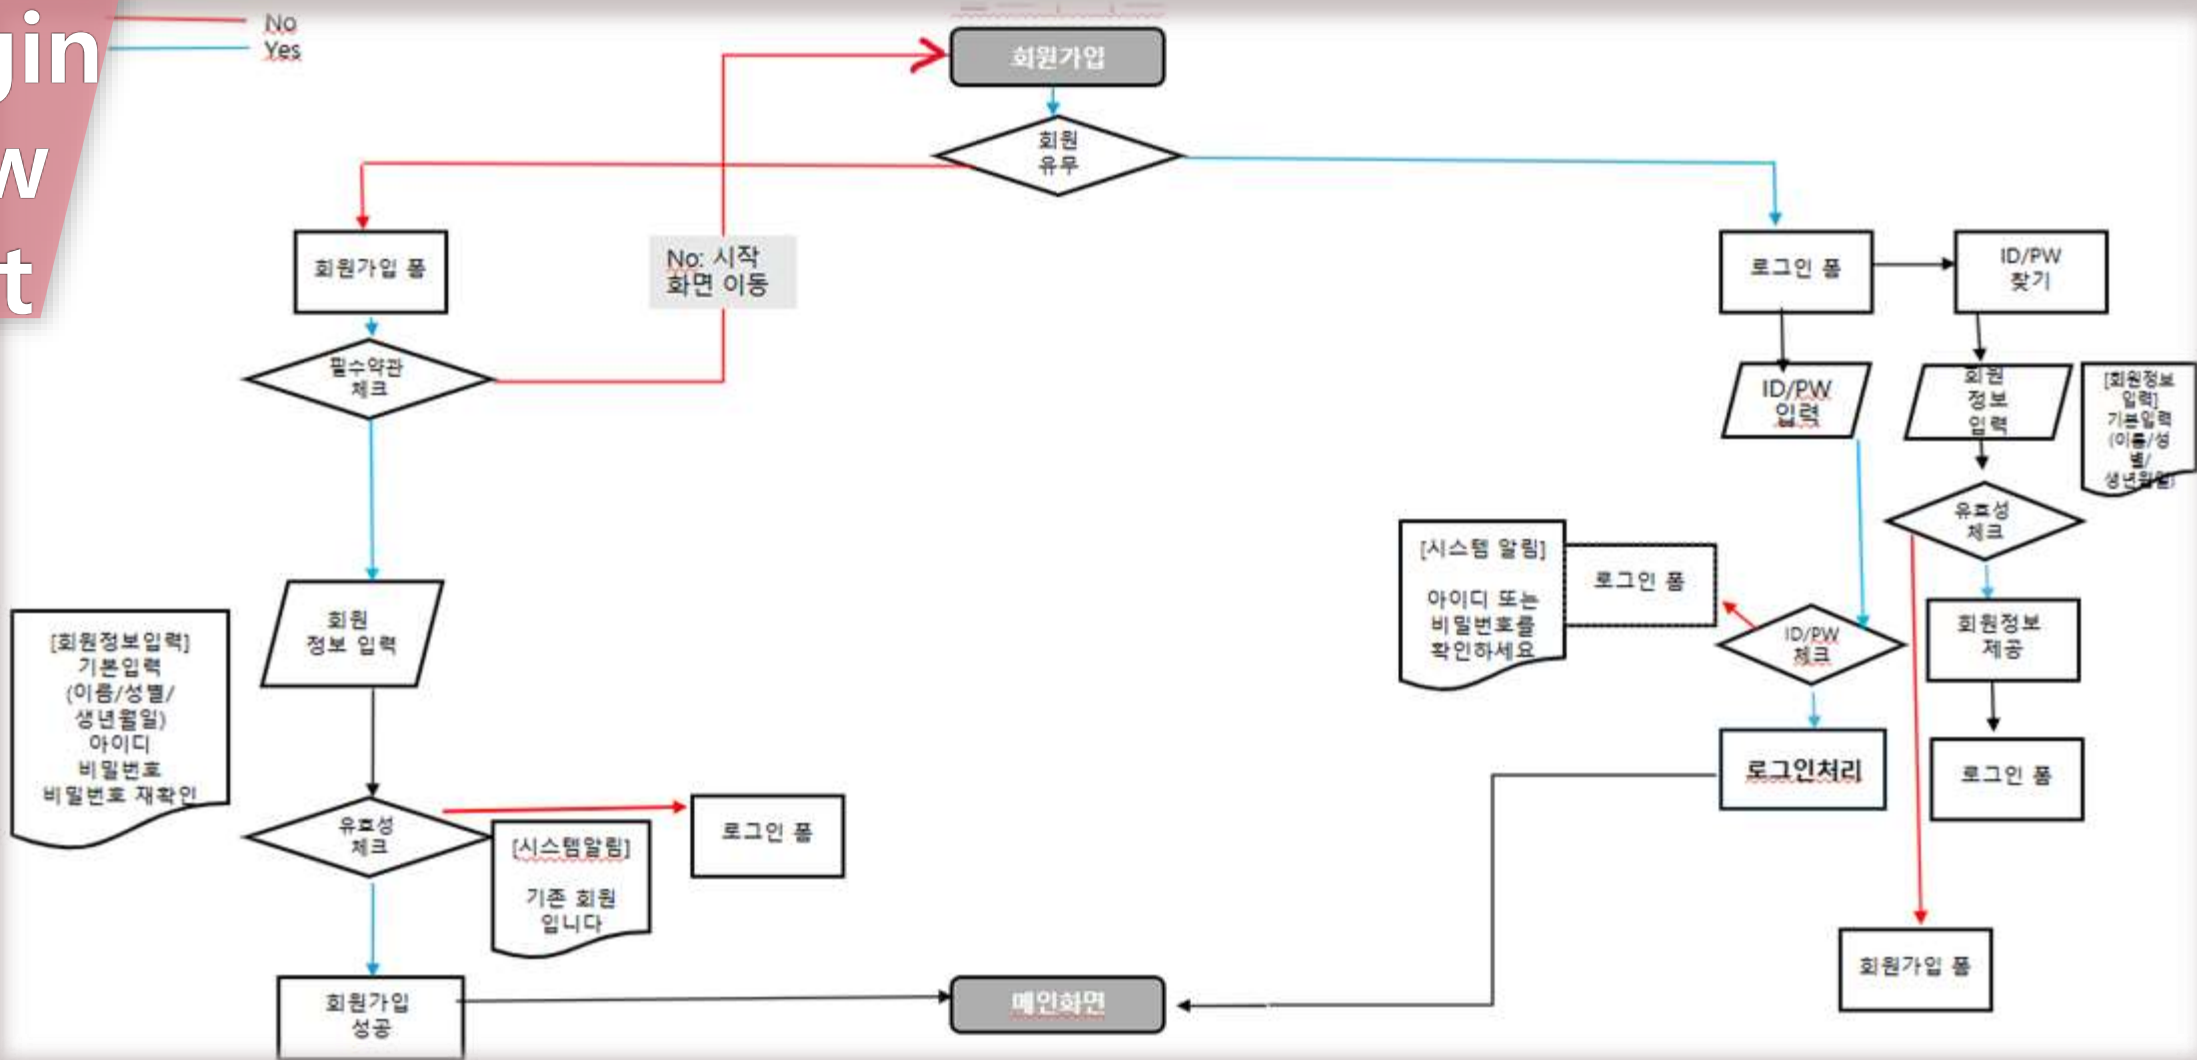 gin
w
t
No
Yes
회원가입
회원
유무
회원가입 폼
No: 시작
화면 이동
로그인 폼
ID/PW
찾기
필수약관
체크
ID/PW
입력
회원
정보
입력
[회원정보
입력]
기본입력
(이름/성
별/
생년월일)
유효성
체크
[시스템 알림]
아이디 또는
비밀번호를
확인하세요
로그인 폼
ID/PW
체크
회원정보
제공
회원
정보 입력
[회원정보입력]
기본입력
(이름/성별/
생년월일)
아이디
비밀번호
비밀번호 재확인
로그인처리
로그인 폼
유효성
체크
[시스템알림]
기존 회원
입니다
로그인 폼
회원가입 폼
회원가입
성공
메인화면